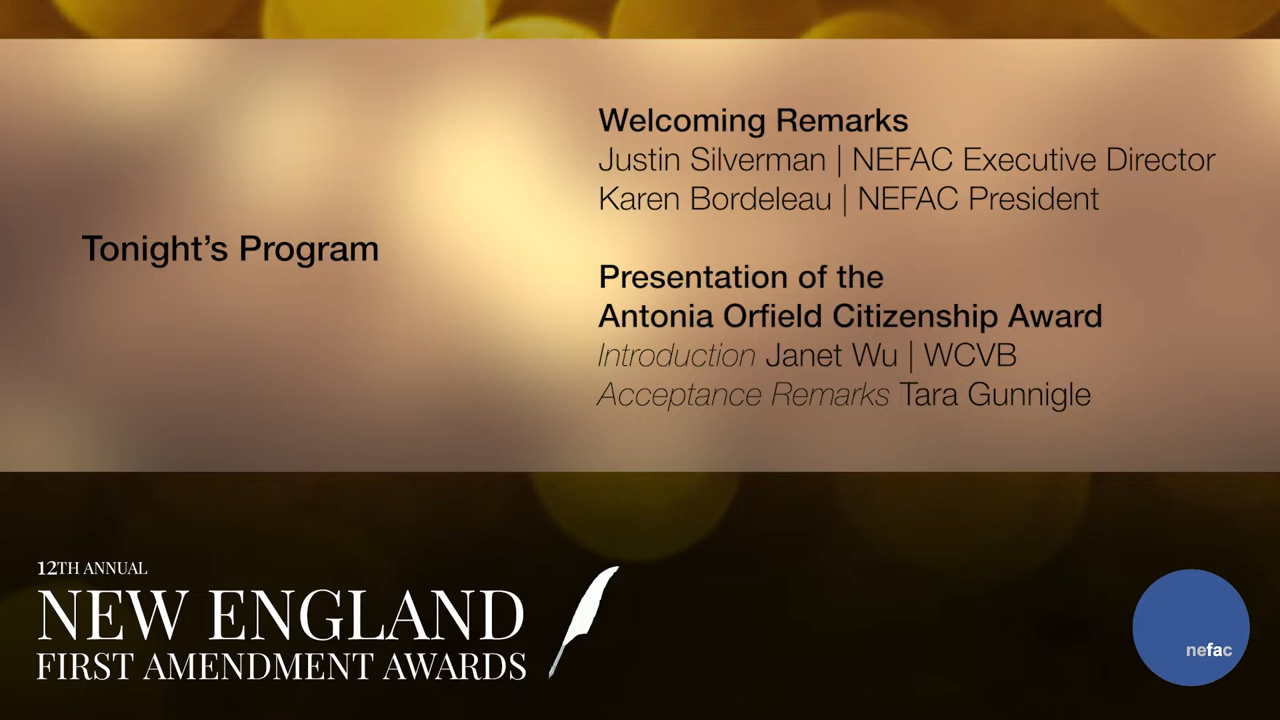 Tonight’s Program
Welcoming Remarks
Justin Silverman | NEFAC Executive Director
Karen Bordeleau | NEFAC President
Presentation of the
Antonia Orfield Citizenship Award
Introduction Janet Wu | WCVB
Acceptance Remarks Tara Gunnigle
12TH ANNUAL
NEW ENGLAND
FIRST AMENDMENT AWARDS
nefac